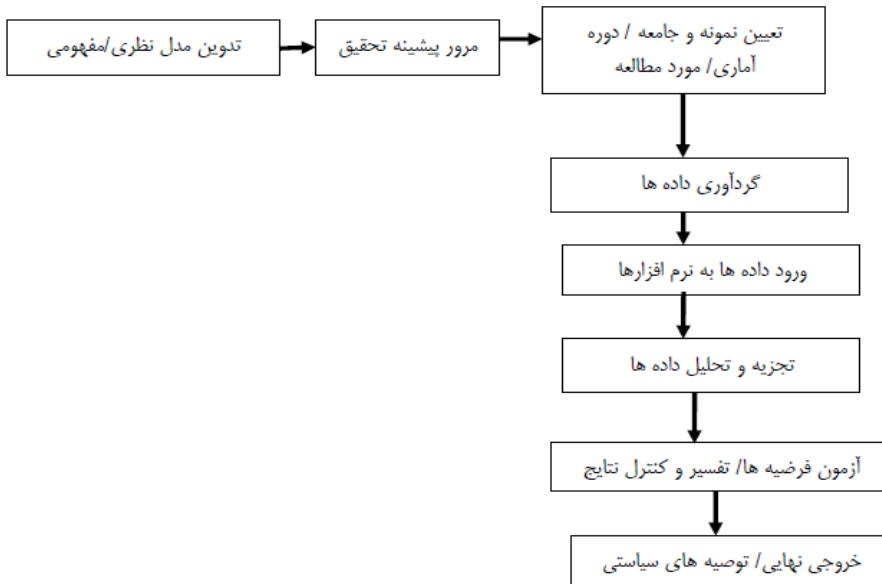 تدوین مدل نظری/مفهومی
مرور پیشینه تحقیق
تعیین نمونه و جامعه / دوره
آماری/ مورد مطالعه
گردآوری داده ها
ورود داده ها به نرم افزارها
تجزیه و تحلیل داده ها
آزمون فرضیه ها/ تفسیر و کنترل نتایج
خروجی نهایی/ توصیه های سیاستی